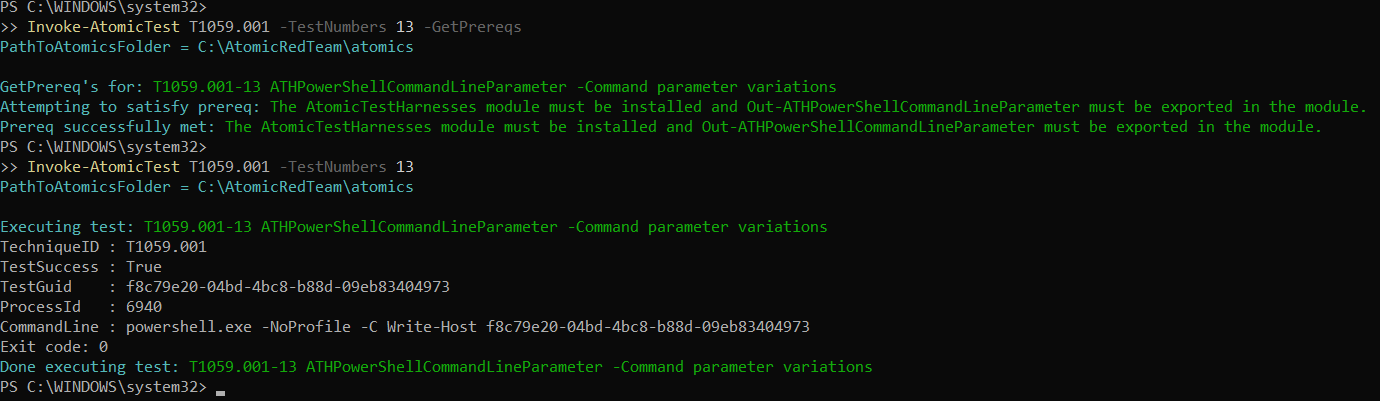 PS C:\WINDOWS\system32>
>> Invoke-AtomicTest T1059.001 -TestNumbers 13 -GetPrereqs
PathToAtomicsFolder = C:\AtomicRedTeam\atomics
GetPrereq's for: T1059.001-13 ATHPowerShellCommandLineParameter -Command parameter variations
Attempting to satisfy prereq: The AtomicTestHarnesses module must be installed and Out-ATHPowerShellCommandLineParameter must be exported in the module.
Prereq successfully met: The AtomicTestHarnesses module must be installed and Out-ATHPowerShellCommandLineParameter must be exported in the module.
PS C:\WINDOWS\system32>
>> Invoke-AtomicTest T1059.001 -TestNumbers 13
PathToAtomicsFolder = C:\AtomicRedTeam\atomics
Executing test: T1059.001-13 ATHPowerShellCommandLineParameter -Command parameter variations
TechniqueID : T1059.001
TestSuccess : True
TestGuid    : f8c79e20-04bd-4bc8-b88d-09eb83404973
ProcessId   : 6940
CommandLine : powershell.exe -NoProfile -C Write-Host f8c79e20-04bd-4bc8-b88d-09eb83404973
Exit code: 0
Done executing test: T1059.001-13 ATHPowerShellCommandLineParameter -Command parameter variations
PS C:\WINDOWS\system32>